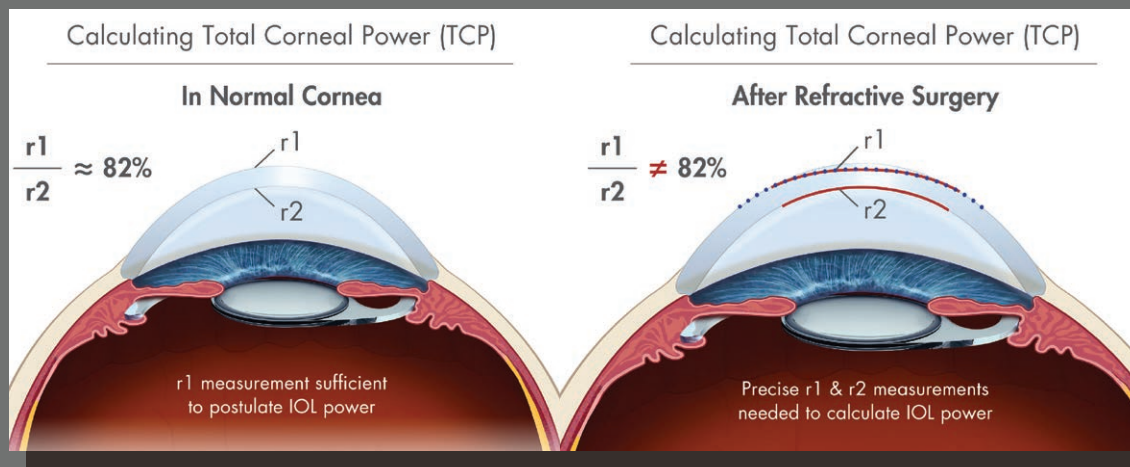 Calculating Total Corneal Power (TCP)
In Normal Cornea
r1
r2
≈ 82%
r1
r2
r1 measurement sufficient
to postulate IOL power
Calculating Total Corneal Power (TCP)
After Refractive Surgery
r1
r2
≠ 82%
r1
r2
Precise r1 & r2 measurements
needed to calculate IOL power